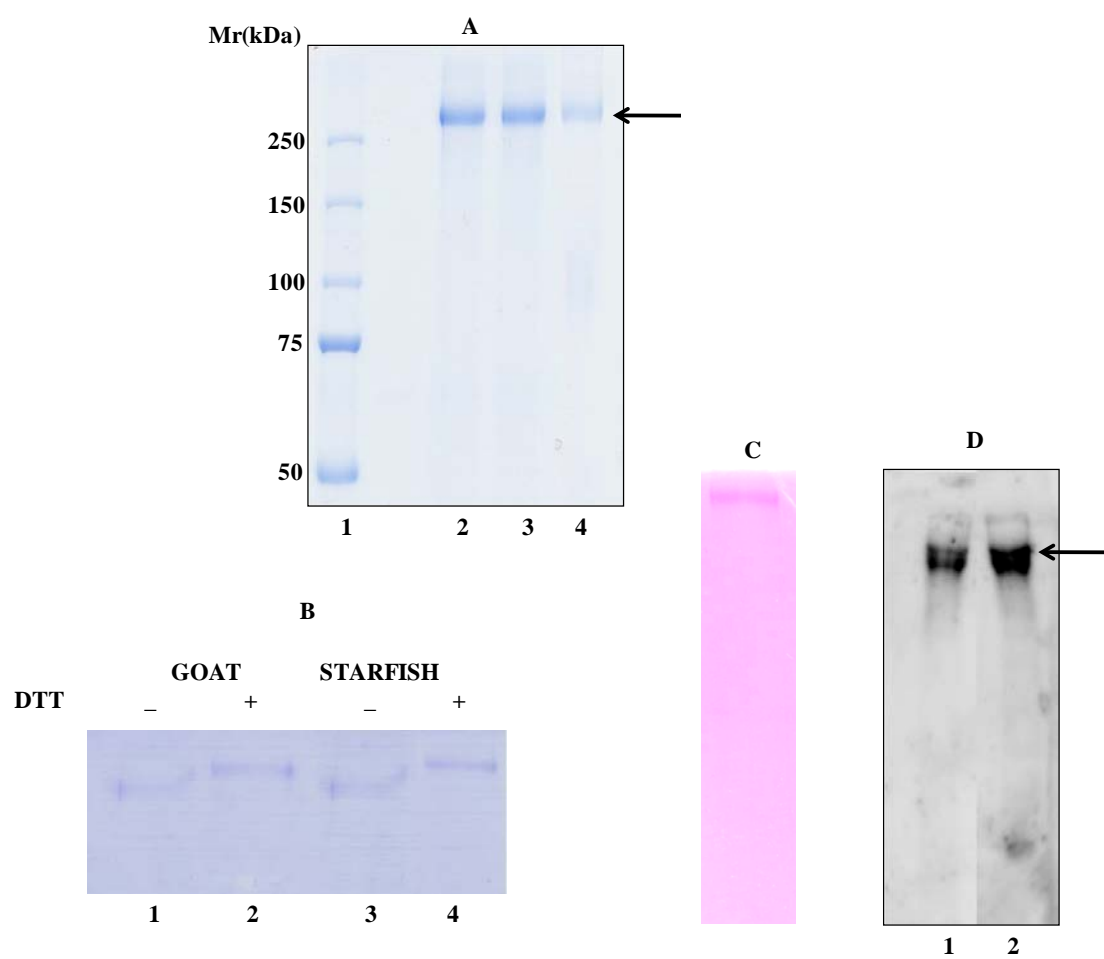 A
Mr(kDa)
250
150
100
75
50
1 2 3 4
C
D
B
GOAT STARFISH
DTT _ + _ +
1 2 3 4
1 2